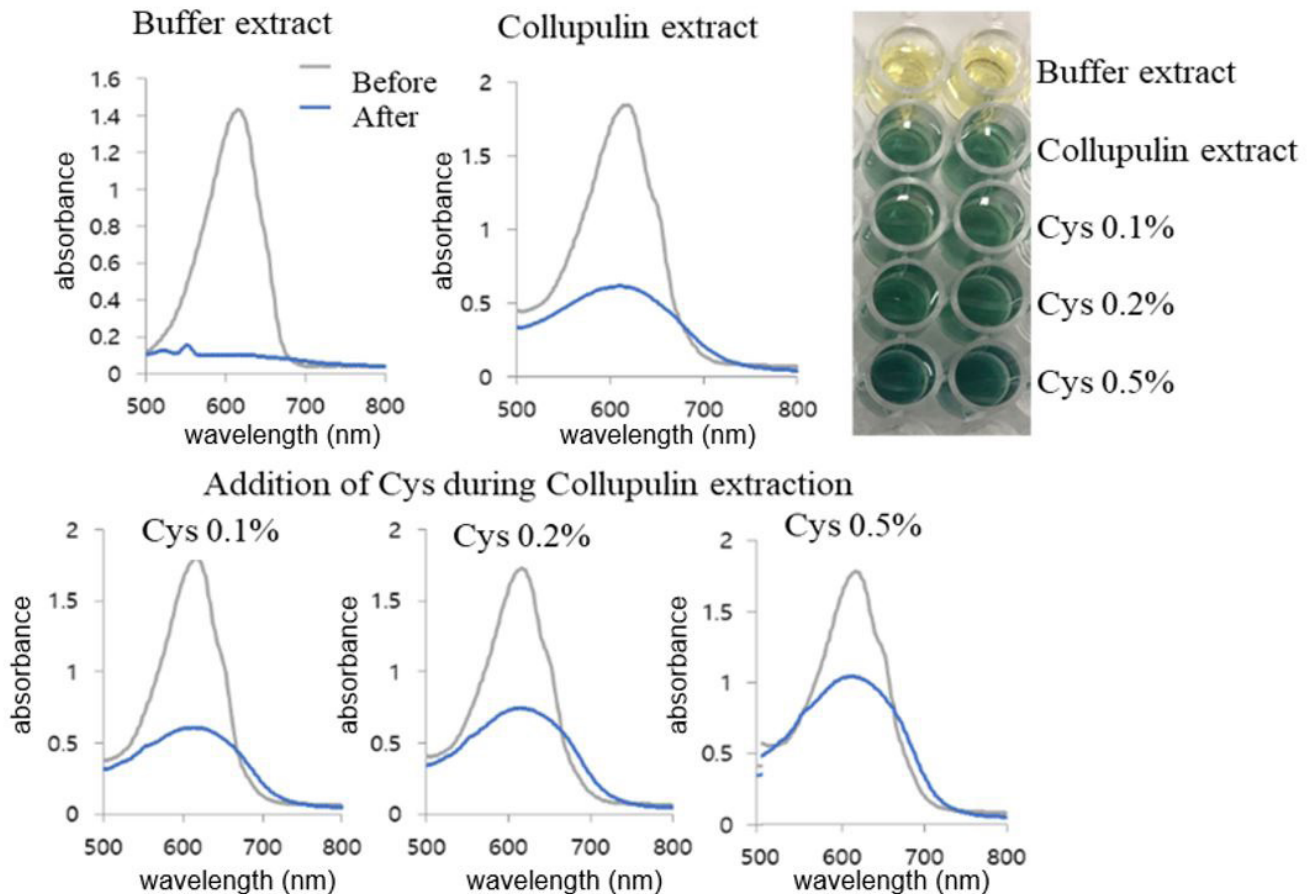 Buffer extract
Before
After
1.6
1.4
1.2
1
0.8
0.6
0.4
0.2
0
absorbance
500 600 700 800
wavelength (nm)
Collupulin extract
2
1.5
1
0.5
0
absorbance
500 600 700 800
wavelength (nm)
Buffer extract
Collupulin extract
Cys 0.1%
Cys 0.2%
Cys 0.5%
Addition of Cys during Collupulin extraction
Cys 0.1%
2
1.5
1
0.5
0
absorbance
500 600 700 800
wavelength (nm)
Cys 0.2%
2
1.5
1
0.5
0
absorbance
500 600 700 800
wavelength (nm)
Cys 0.5%
2
1.5
1
0.5
0
absorbance
500 600 700 800
wavelength (nm)